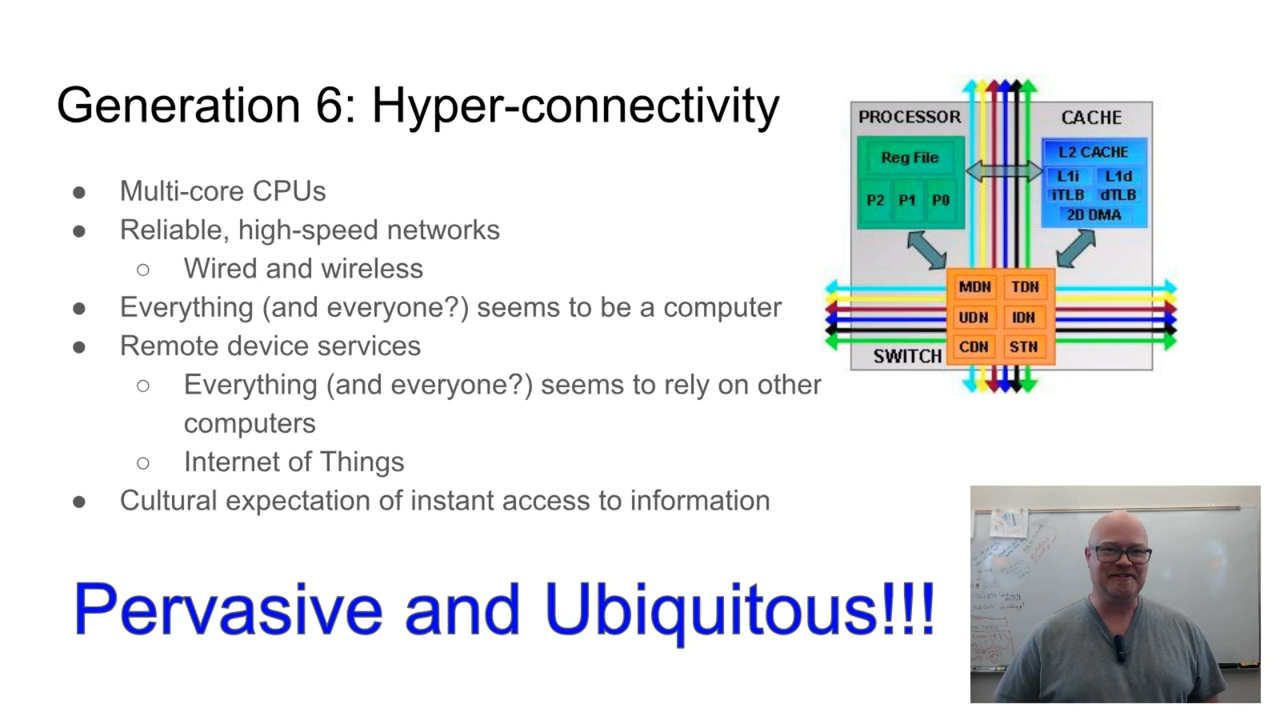 Generation 6: Hyper-connectivity
● Multi-core CPUs
● Reliable, high-speed networks
○ Wired and wireless
● Everything (and everyone?) seems to be a computer
● Remote device services
○ Everything (and everyone?) seems to rely on other
computers
○ Internet of Things
● Cultural expectation of instant access to information
Pervasive and Ubiquitous!!!
PROCESSOR
Reg File
P2 P1 P0
CACHE
L2 CACHE
L1i L1d
iTLB dTLB
2D DMA
MDN TDN
UDN IDN
CDN STN
SWITCH